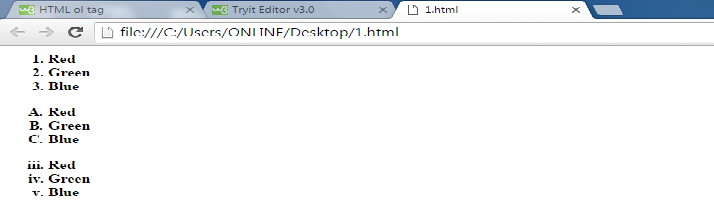 HTML ol tag
Tryit Editor v3.0
1.html
file:///C:/Users/ONLINE/Desktop/1.html
1. Red
2. Green
3. Blue
A. Red
B. Green
C. Blue
iii. Red
iv. Green
v. Blue